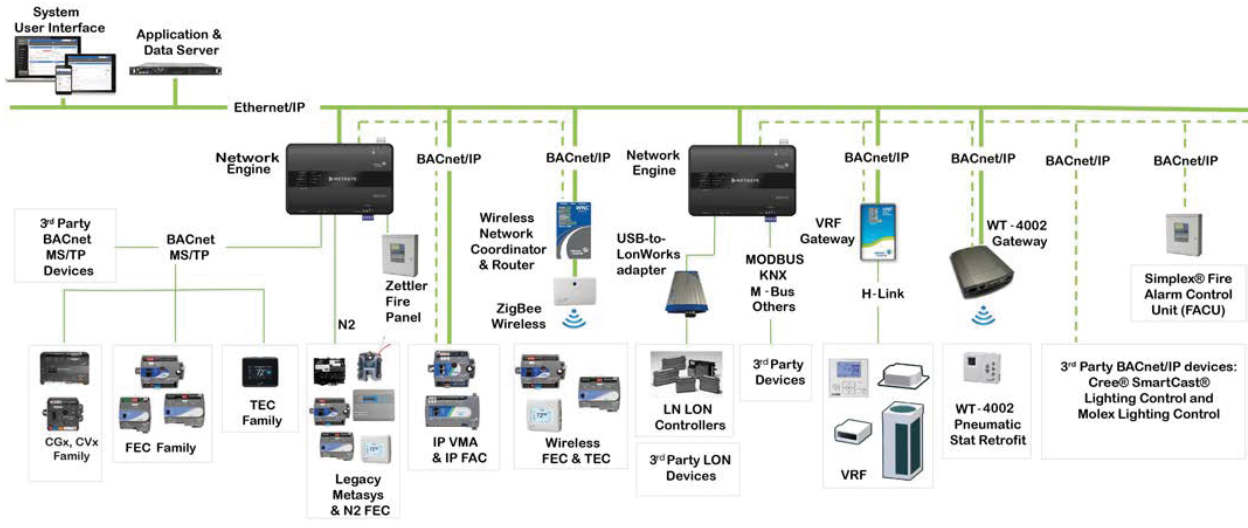 System
User Interface
Application &
Data Server
Ethernet/IP
Network
Engine
METASYS
BACnet/IP
BACnet/IP
Network
Engine
METASYS
BACnet/IP
BACnet/IP
BACnet/IP
BACnet/IP
3rd Party
BACnet
MS/TP
Devices
BACnet
MS/TP
Zettler
Fire
Panel
N2
Wireless
Network
Coordinator
& Router
WNC
ZigBee
Wireless
USB-to-
LonWorks
adapter
MODBUS
KNX
M-Bus
Others
VRF
Gateway
H-Link
WT-4002
Gateway
Simplex® Fire
Alarm Control
Unit (FACU)
CGx, CVx
Family
FEC Family
TEC
Family
Legacy
Metasys
& N2 FEC
IP VMA
& IP FAC
Wireless
FEC & TEC
LN LON
Controllers
3rd Party LON
Devices
3rd Party
Devices
VRF
WT-4002
Pneumatic
Stat Retrofit
3rd Party BACnet/IP devices:
Cree® SmartCast®
Lighting Control and
Molex Lighting Control